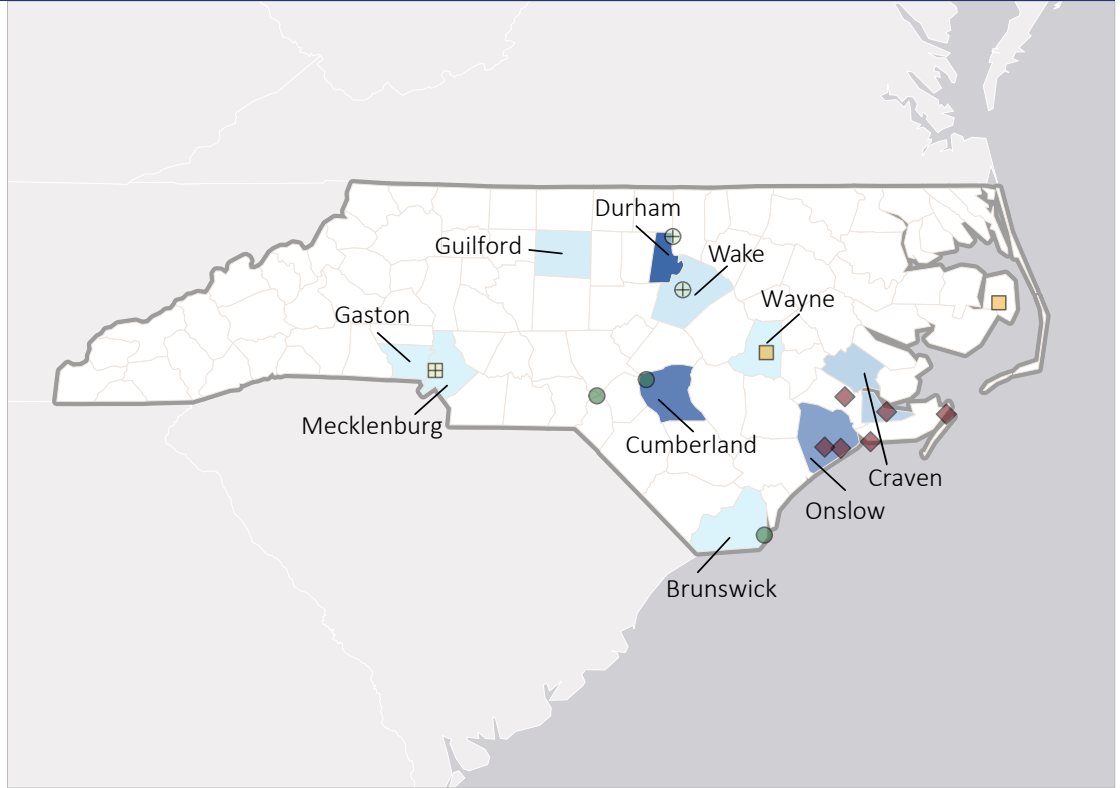 Durham
Guilford
Wake
Wayne
Gaston
Mecklenburg
Cumberland
Craven
Onslow
Brunswick